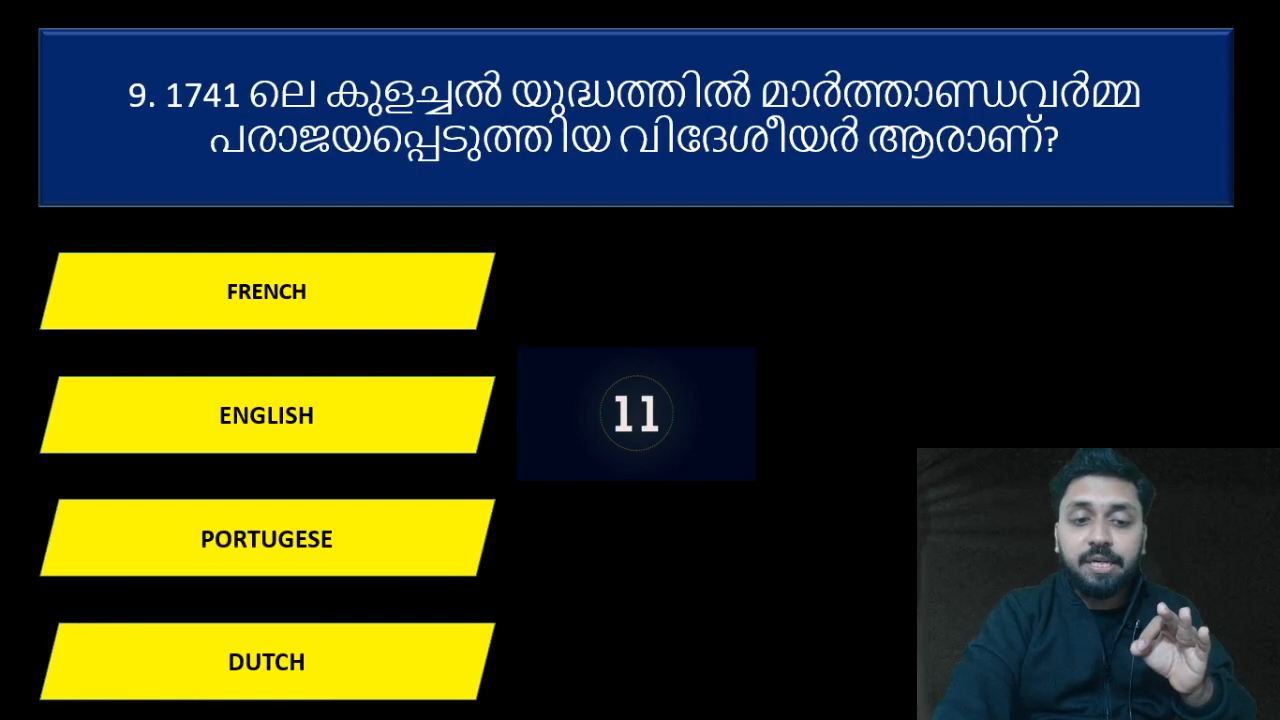 9. 1741 ലെ കുളച്ചൽ യുദ്ധത്തിൽ മാർത്താണ്ഡവർമ്മ
പരാജയപ്പെടുത്തിയ വിദേശീയർ ആരാണ്?
FRENCH
ENGLISH
11
PORTUGESE
DUTCH